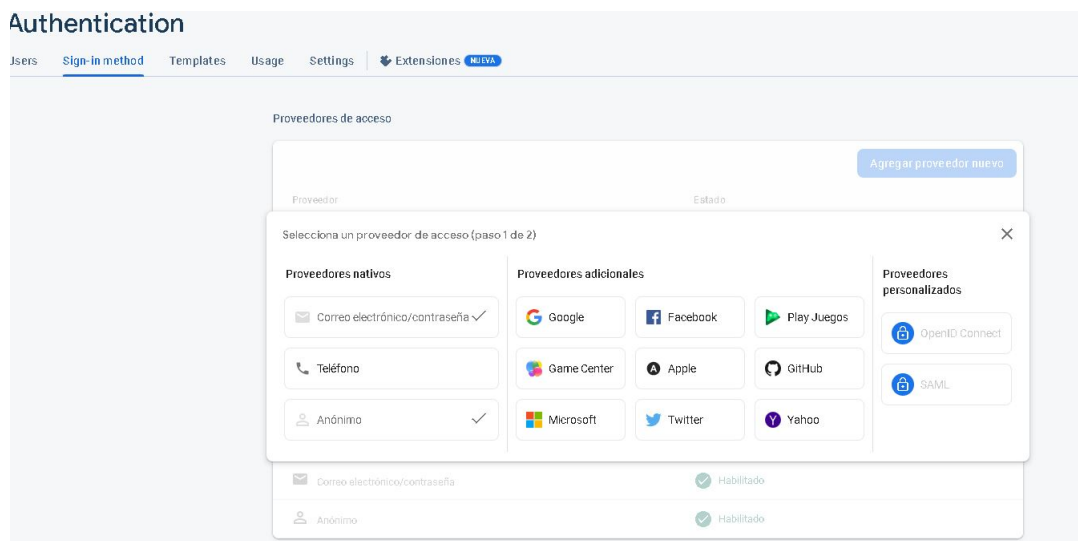 Authentication
Users Sign-in method Templates Usage Settings Extensiones NUEVA
Proveedores de acceso
Agregar proveedor nuevo
Proveedor Estado
Selecciona un proveedor de acceso (paso 1 de 2)
Proveedores nativos
Correo electrónico/contraseña
Teléfono
Anónimo
Proveedores adicionales
Google Facebook Play Juegos
Game Center Apple GitHub
Microsoft Twitter Yahoo
Proveedores
personalizados
OpenID Connect
SAML
Correo electrónico/contraseña Habilitado
Anónimo Habilitado